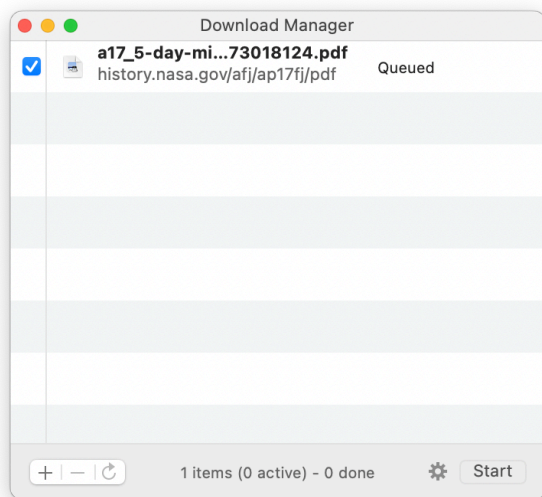 Download Manager
a17_5-day-mi...73018124.pdf
history.nasa.gov/afj/ap17fj/pdf
Queued
1 items (0 active) - 0 done
Start